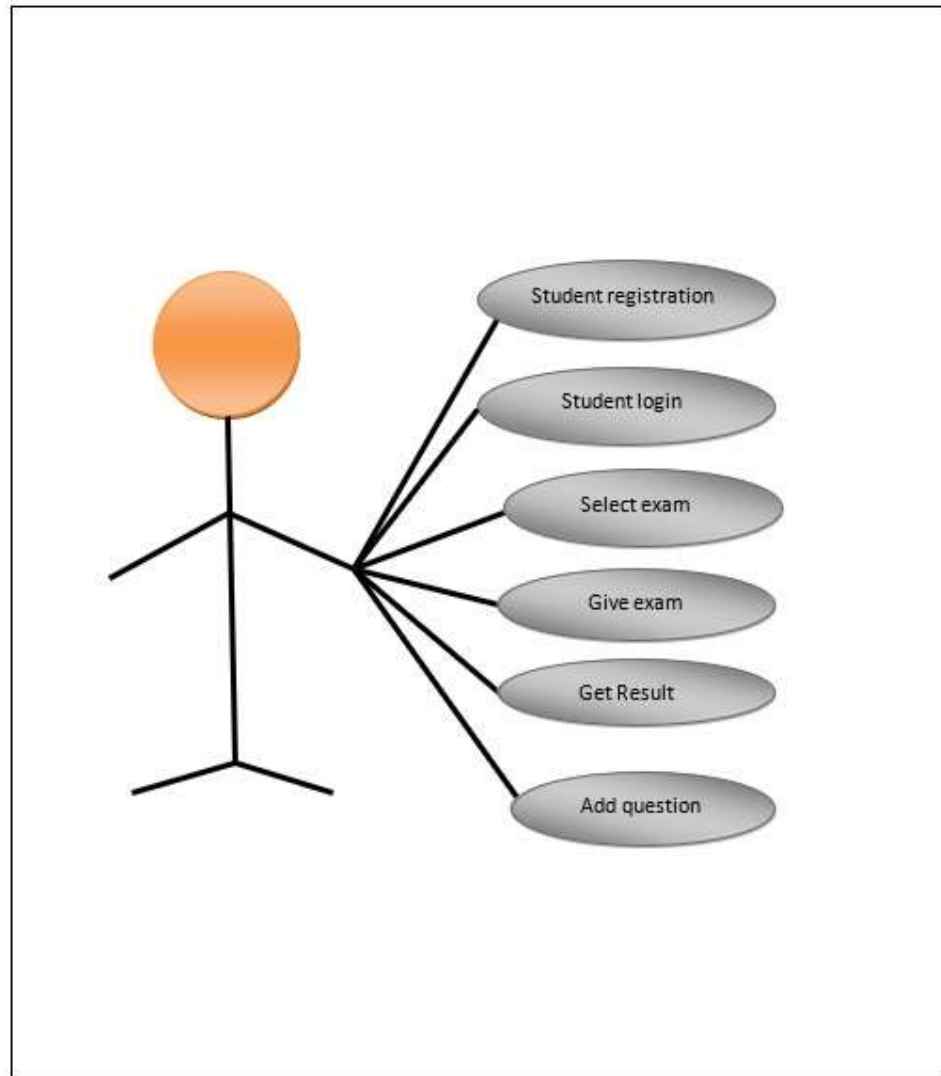 Student registration
Student login
Select exam
Give exam
Get Result
Add question